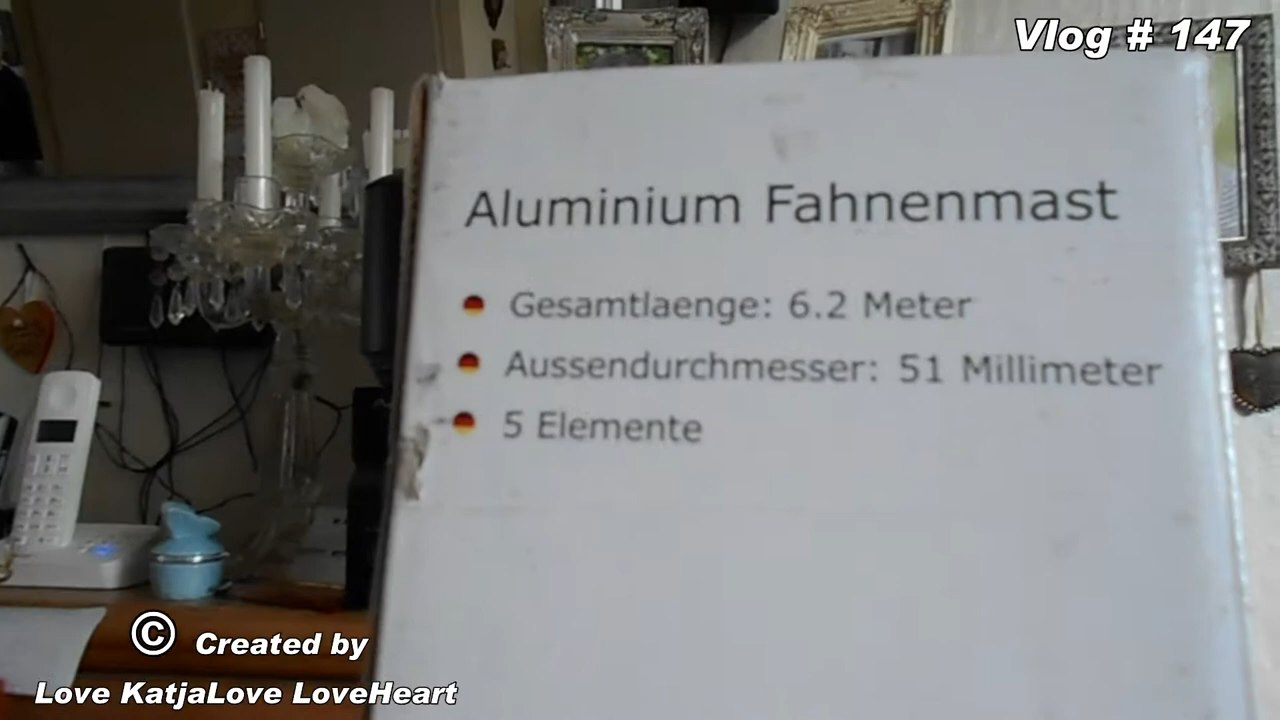 Vlog # 147
Aluminium Fahnenmast
Gesamtlaenge: 6.2 Meter
Aussendurchmesser: 51 Millimeter
5 Elemente
© Created by
Love KatjaLove LoveHeart